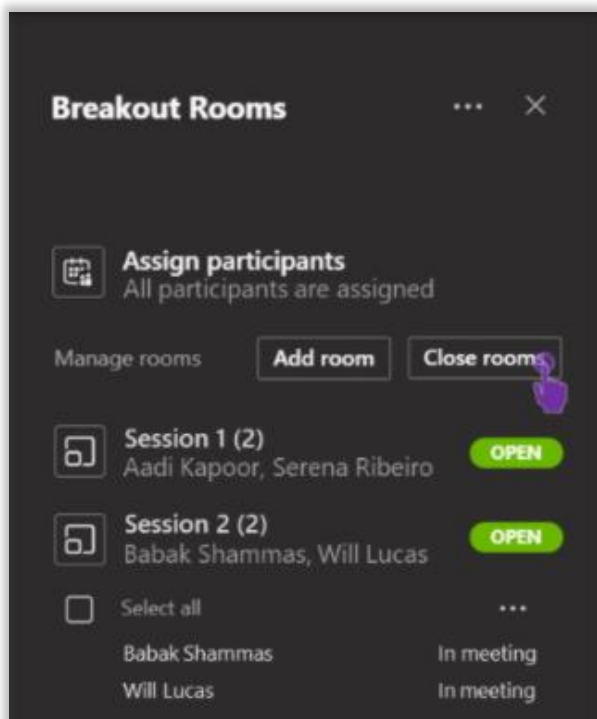 Breakout Rooms
Assign participants
All participants are assigned
Manage rooms Add room Close rooms
Session 1 (2) OPEN
Aadi Kapoor, Serena Ribeiro
Session 2 (2) OPEN
Babak Shammas, Will Lucas
Select all
Babak Shammas In meeting
Will Lucas In meeting